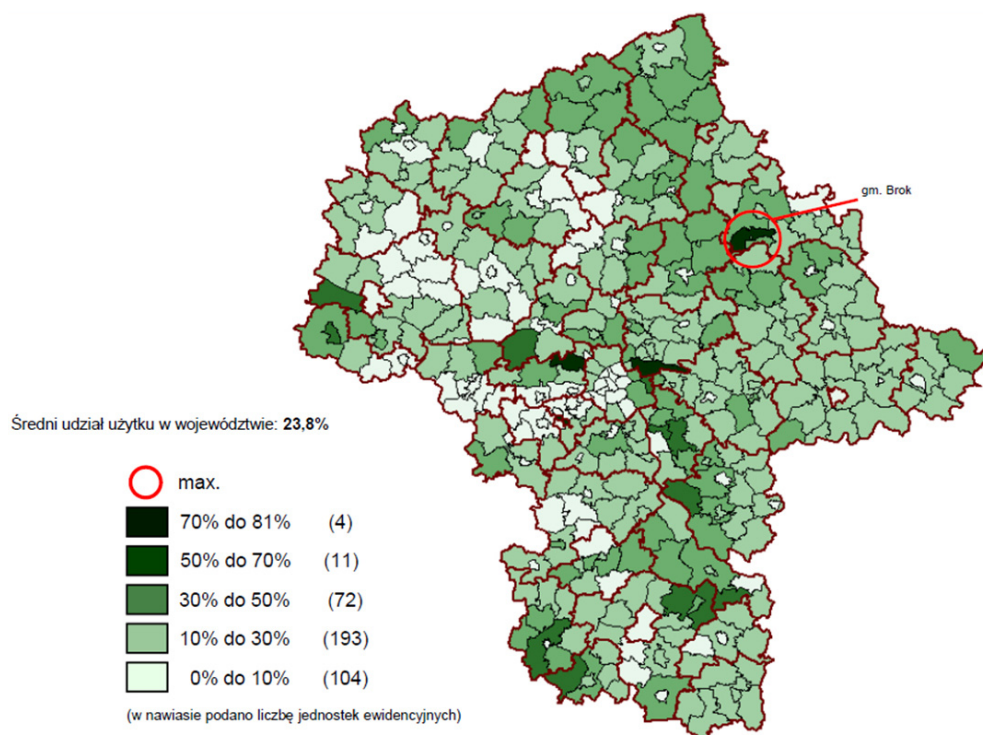 gm. Brok
Średni udział użytku w województwie: 23,8%
max.
70% do 81% (4)
50% do 70% (11)
30% do 50% (72)
10% do 30% (193)
0% do 10% (104)
(w nawiasie podano liczbę jednostek ewidencyjnych)